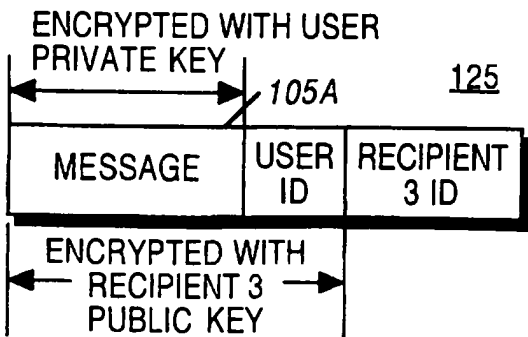 ENCRYPTED WITH USER
PRIVATE KEY
125
105A
MESSAGE
USER
ID
RECIPIENT
3 ID
ENCRYPTED WITH
RECIPIENT 3
PUBLIC KEY